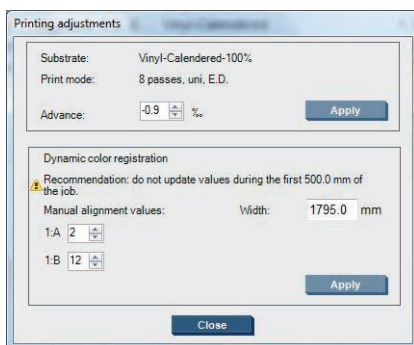 Printing adjustments
Substrate: Vinyl-Calendered-100%
Print mode: 8 passes, uni, E.D.
Advance: -0.9 ‰ Apply
Dynamic color registration
Recommendation: do not update values during the first 500.0 mm of
the job.
Manual alignment values: Width: 1795.0 mm
1:A 2
1:B 12
Apply
Close